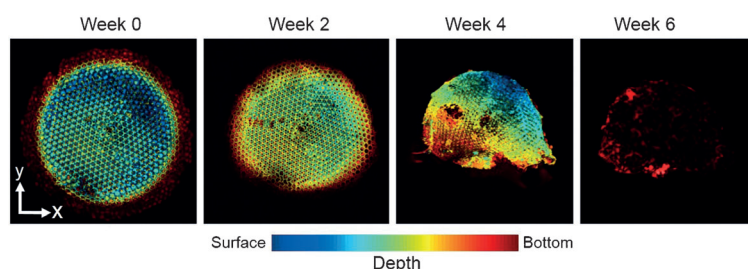 Week 0
Week 2
Week 4
Week 6
y
x
Surface
Bottom
Depth